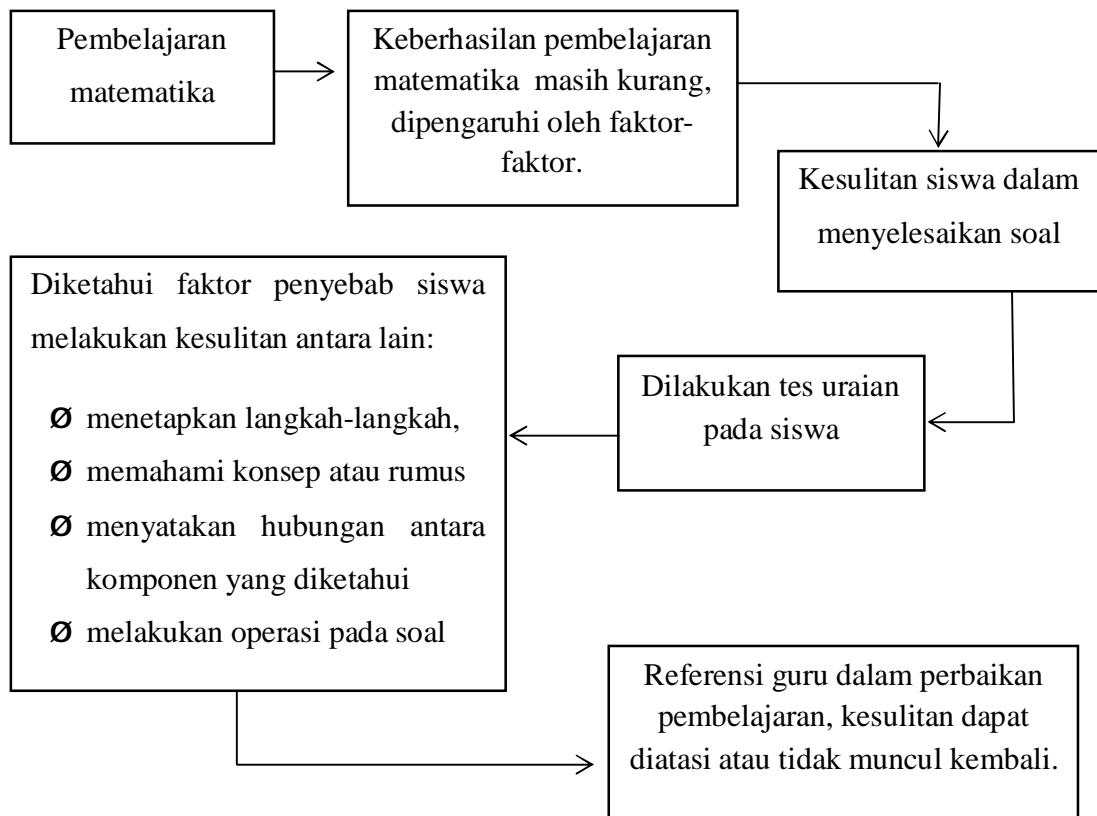 Pembelajaran
matematika
Keberhasilan pembelajaran
matematika masih kurang,
dipengaruhi oleh faktor-
faktor.
Kesulitan siswa dalam
menyelesaikan soal
Dilakukan tes uraian
pada siswa
Diketahui faktor penyebab siswa
melakukan kesulitan antara lain:
Ø menetapkan langkah-langkah,
Ø memahami konsep atau rumus
Ø menyatakan hubungan antara
komponen yang diketahui
Ø melakukan operasi pada soal
Referensi guru dalam perbaikan
pembelajaran, kesulitan dapat
diatasi atau tidak muncul kembali.